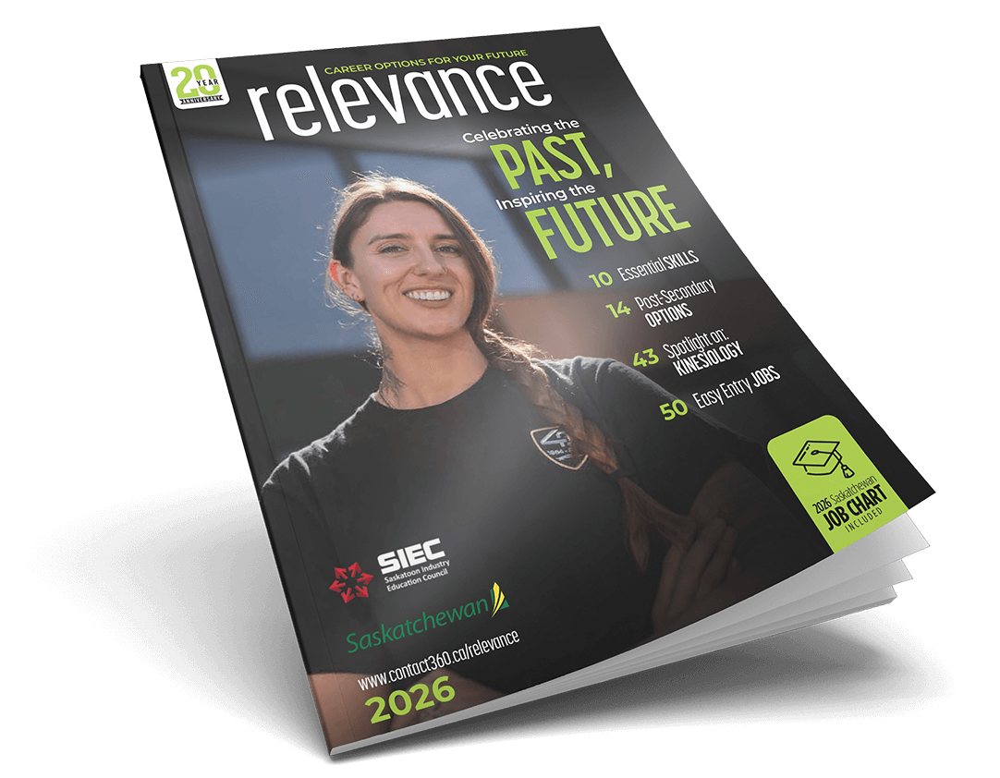 20
YEAR
ANNIVERSARY
CAREER OPTIONS FOR YOUR FUTURE
relevance
Celebrating the
PAST,
Inspiring the
FUTURE
10 Essential SKILLS
14 Post-Secondary
OPTIONS
43 Spotlight on:
KINESIOLOGY
50 Easy Entry JOBS
2026 Saskatchewan
JOB CHART
INCLUDED
SIEC
Saskatoon Industry
Education Council
Saskatchewan
www.contact360.ca/relevance
2026